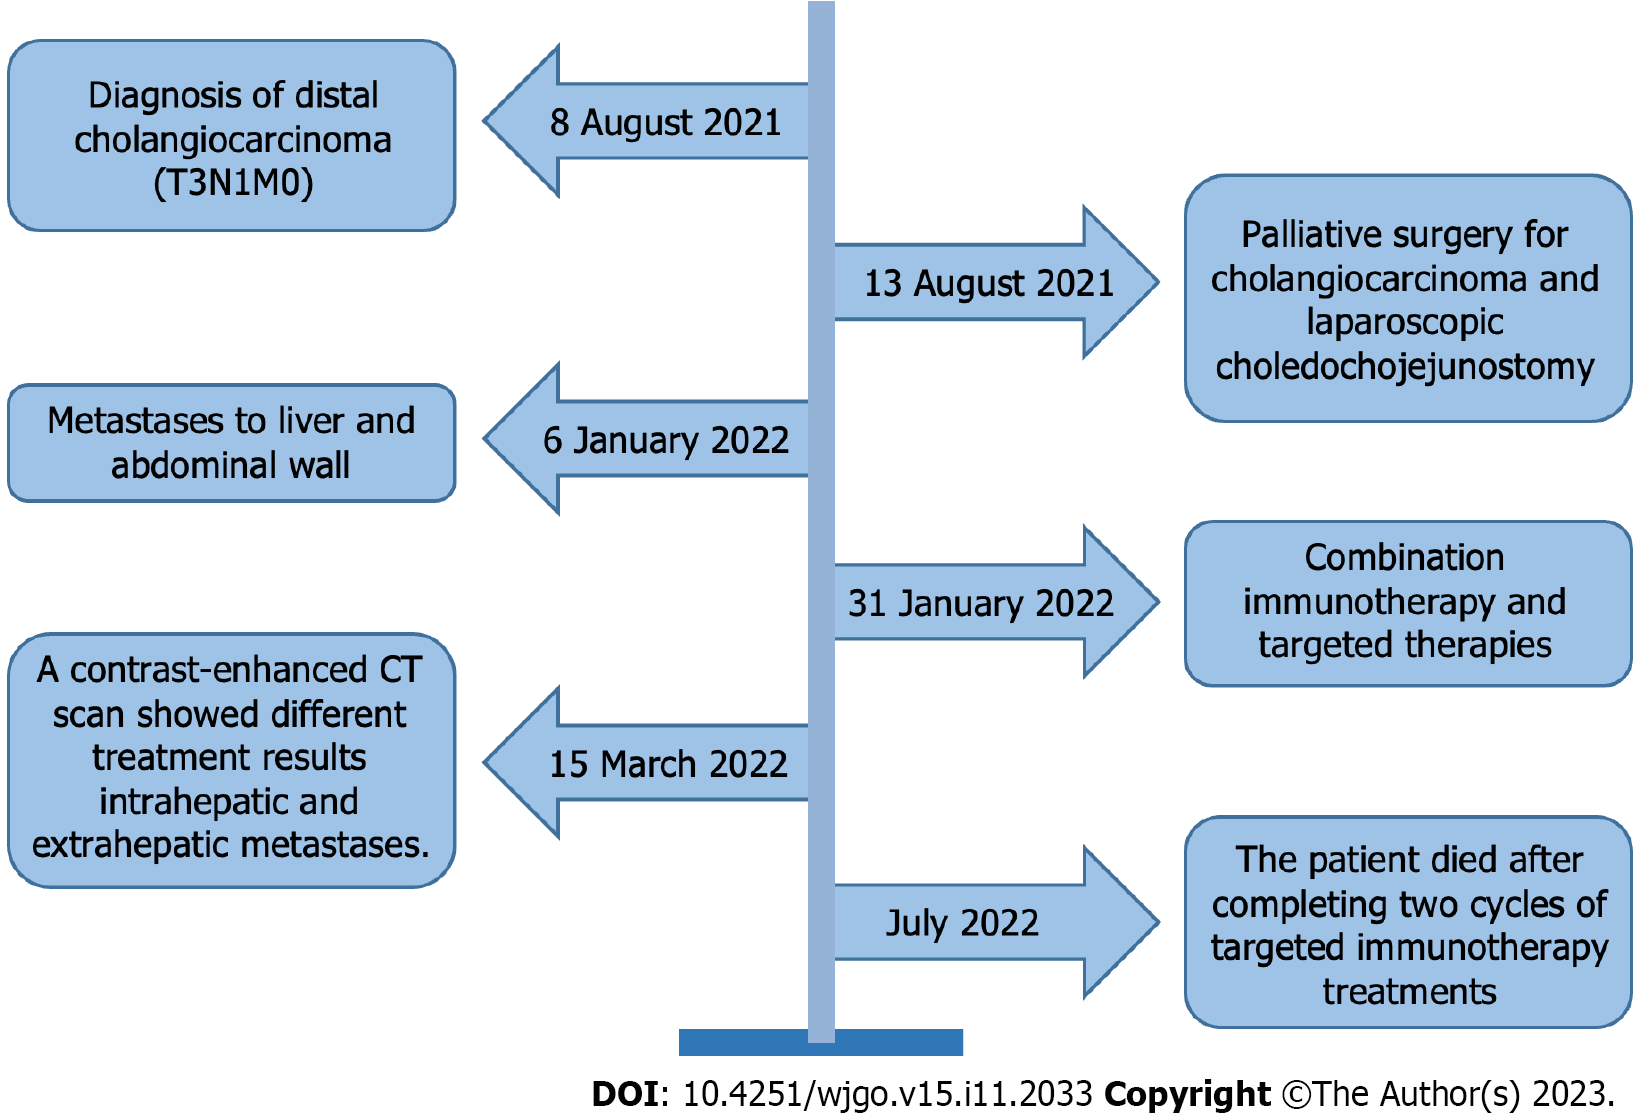 8 August 2021
Diagnosis of distal
cholangiocarcinoma
(T3N1M0)
13 August 2021
Palliative surgery for
cholangiocarcinoma and
laparoscopic
choledochojejunostomy
6 January 2022
Metastases to liver and
abdominal wall
31 January 2022
Combination
immunotherapy and
targeted therapies
15 March 2022
A contrast-enhanced CT
scan showed different
treatment results
intrahepatic and
extrahepatic metastases.
July 2022
The patient died after
completing two cycles of
targeted immunotherapy
treatments
DOI: 10.4251/wjgo.v15.i11.2033 Copyright ©The Author(s) 2023.